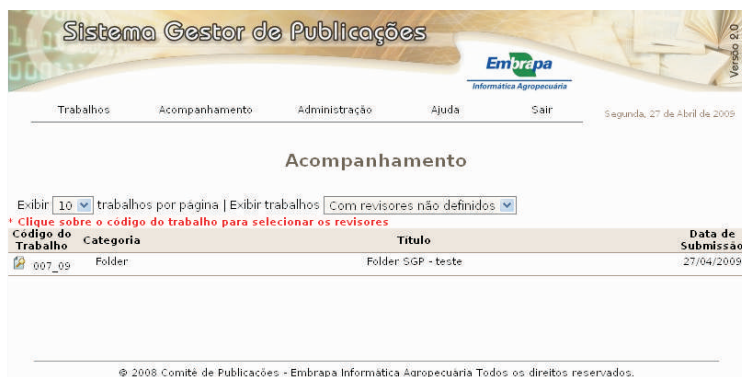 Sistema Gestor de Publicações
Versão 2.0
Embrapa
Informática Agropecuária
Trabalhos Acompanhamento Administração Ajuda Sair
Segunda, 27 de Abril de 2009
Acompanhamento
Exibir 10 trabalhos por página | Exibir trabalhos Com revisores não definidos
* Clique sobre o código do trabalho para selecionar os revisores
Código do Trabalho Categoria Título Data de Submissão
007_09 Folder Folder SGP - teste 27/04/2009
© 2008 Comitê de Publicações - Embrapa Informática Agropecuária Todos os direitos reservados.